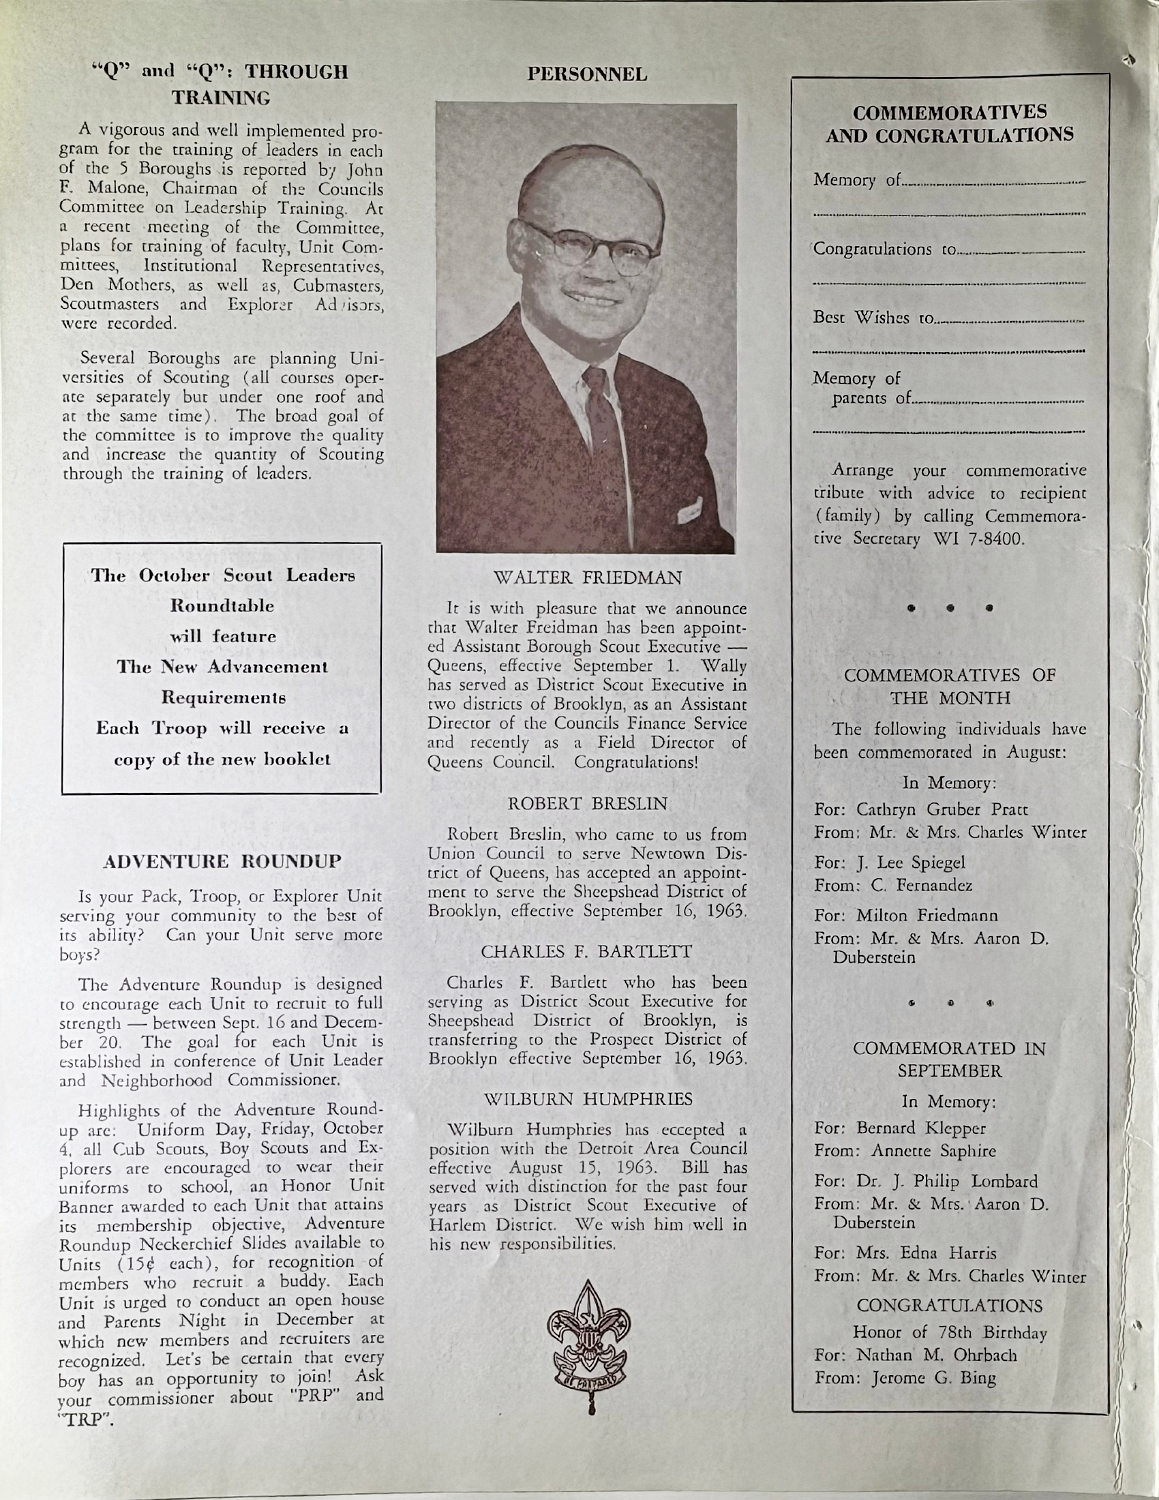 "Q" and "Q": THROUGH
TRAINING
A vigorous and well implemented pro-
gram for the training of leaders in each
of the 5 Boroughs is reported by John
F. Malone, Chairman of the Councils
Committee on Leadership Training. At
a recent meeting of the Committee,
plans for training of faculty, Unit Com-
mittees, Institutional Representatives,
Den Mothers, as well as, Cubmasters,
Scoutmasters and Explorer Advisors,
were recorded.
Several Boroughs are planning Uni-
versities of Scouting (all courses oper-
ate separately but under one roof and
at the same time). The broad goal of
the committee is to improve the quality
and increase the quantity of Scouting
through the training of leaders.
The October Scout Leaders
Roundtable
will feature
The New Advancement
Requirements
Each Troop will receive a
copy of the new booklet
ADVENTURE ROUNDUP
Is your Pack, Troop, or Explorer Unit
serving your community to the best of
its ability? Can your Unit serve more
boys?
The Adventure Roundup is designed
to encourage each Unit to recruit to full
strength — between Sept. 16 and Decem-
ber 20. The goal for each Unit is
established in conference of Unit Leader
and Neighborhood Commissioner.
Highlights of the Adventure Round-
up are: Uniform Day, Friday, October
4, all Cub Scouts, Boy Scouts and Ex-
plorers are encouraged to wear their
uniforms to school, an Honor Unit
Banner awarded to each Unit that attains
its membership objective, Adventure
Roundup Neckerchief Slides available to
Units (15¢ each), for recognition of
members who recruit a buddy. Each
Unit is urged to conduct an open house
and Parents Night in December at
which new members and recruiters are
recognized. Let's be certain that every
boy has an opportunity to join! Ask
your commissioner about "PRP" and
"TRP".
PERSONNEL
WALTER FRIEDMAN
It is with pleasure that we announce
that Walter Freidman has been appoint-
ed Assistant Borough Scout Executive —
Queens, effective September 1. Wally
has served as District Scout Executive in
two districts of Brooklyn, as an Assistant
Director of the Councils Finance Service
and recently as a Field Director of
Queens Council. Congratulations!
ROBERT BRESLIN
Robert Breslin, who came to us from
Union Council to serve Newtown Dis-
trict of Queens, has accepted an appoint-
ment to serve the Sheepshead District of
Brooklyn, effective September 16, 1963.
CHARLES F. BARTLETT
Charles F. Bartlett who has been
serving as District Scout Executive for
Sheepshead District of Brooklyn, is
transferring to the Prospect District of
Brooklyn effective September 16, 1963.
WILBURN HUMPHRIES
Wilburn Humphries has eccepted a
position with the Detroit Area Council
effective August 15, 1963. Bill has
served with distinction for the past four
years as District Scout Executive of
Harlem District. We wish him well in
his new responsibilities.
BE PREPARED
COMMEMORATIVES
AND CONGRATULATIONS
Memory of
Congratulations to
Best Wishes to
Memory of
parents of
Arrange your commemorative
tribute with advice to recipient
(family) by calling Cemmemora-
tive Secretary WI 7-8400.
COMMEMORATIVES OF
THE MONTH
The following individuals have
been commemorated in August:
In Memory:
For: Cathryn Gruber Pratt
From: Mr. & Mrs. Charles Winter
For: J. Lee Spiegel
From: C. Fernandez
For: Milton Friedmann
From: Mr. & Mrs. Aaron D.
Duberstein
COMMEMORATED IN
SEPTEMBER
In Memory:
For: Bernard Klepper
From: Annette Saphire
For: Dr. J. Philip Lombard
From: Mr. & Mrs. Aaron D.
Duberstein
For: Mrs. Edna Harris
From: Mr. & Mrs. Charles Winter
CONGRATULATIONS
Honor of 78th Birthday
For: Nathan M. Ohrbach
From: Jerome G. Bing